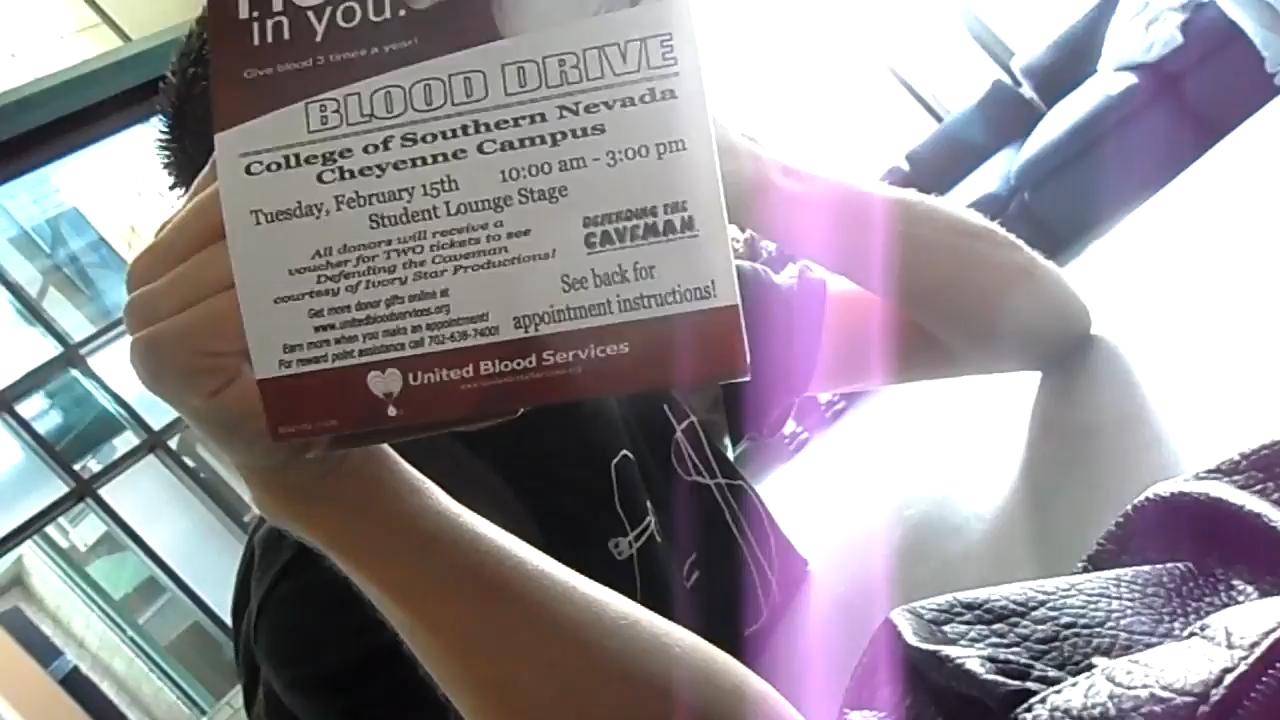 in you.
Give blood 3 times a year!
BLOOD DRIVE
College of Southern Nevada
Cheyenne Campus
Tuesday, February 15th 10:00 am - 3:00 pm
Student Lounge Stage
All donors will receive a
voucher for TWO tickets to see
Defending the Caveman
courtesy of Ivory Star Productions!
DEFENDING THE
CAVEMAN
Get more donor gifts online at
www.unitedbloodservices.org
Earn more when you make an appointment!
For reward point assistance call 702-638-7400!
See back for
appointment instructions!
United Blood Services